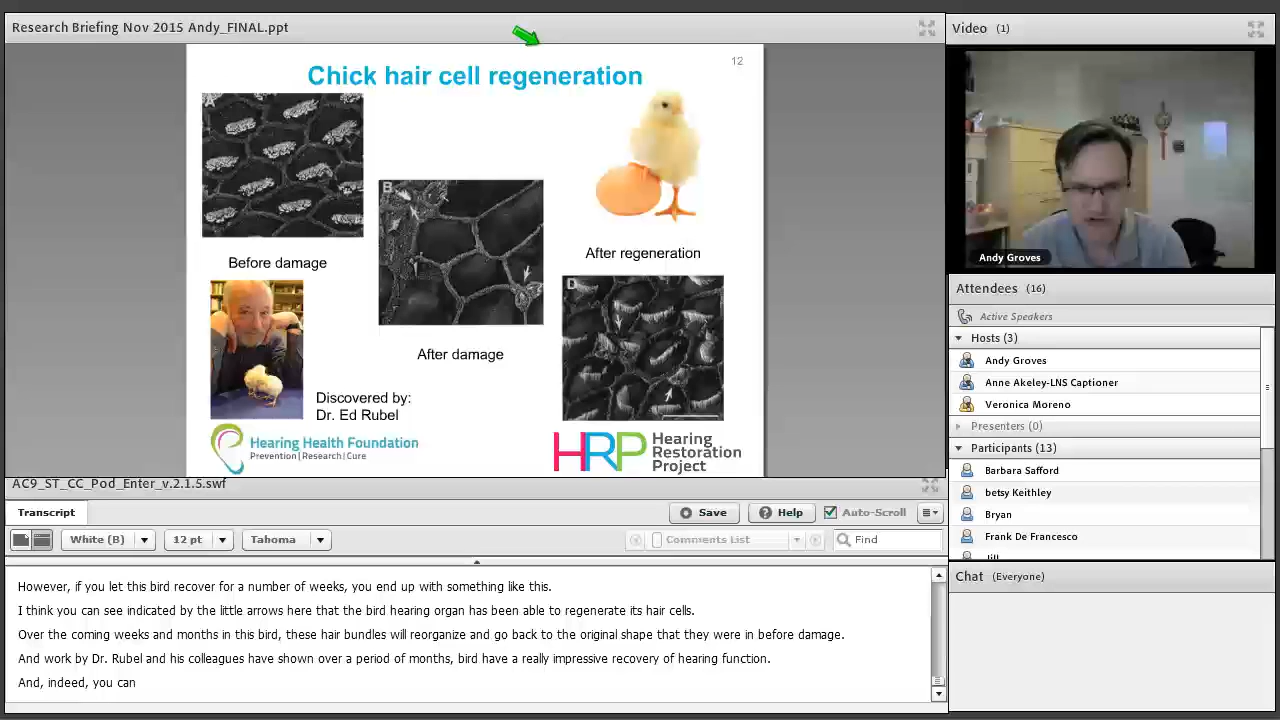 Research Briefing Nov 2015 Andy_FINAL.ppt
12
Chick hair cell regeneration
A
Before damage
B
After damage
After regeneration
D
Discovered by:
Dr. Ed Rubel
Hearing Health Foundation
Prevention|Research|Cure
HRP Hearing
Restoration
Project
AC9_ST_CC_Pod_Enter_v.2.1.5.swf
Transcript
Save
Help
Auto-Scroll
White (B)
12 pt
Tahoma
Comments List
Find
However, if you let this bird recover for a number of weeks, you end up with something like this.
I think you can see indicated by the little arrows here that the bird hearing organ has been able to regenerate its hair cells.
Over the coming weeks and months in this bird, these hair bundles will reorganize and go back to the original shape that they were in before damage.
And work by Dr. Rubel and his colleagues have shown over a period of months, bird have a really impressive recovery of hearing function.
And, indeed, you can
Video (1)
Andy Groves
Attendees (16)
Active Speakers
Hosts (3)
Andy Groves
Anne Akeley-LNS Captioner
Veronica Moreno
Presenters (0)
Participants (13)
Barbara Safford
betsy Keithley
Bryan
Frank De Francesco
Chat (Everyone)